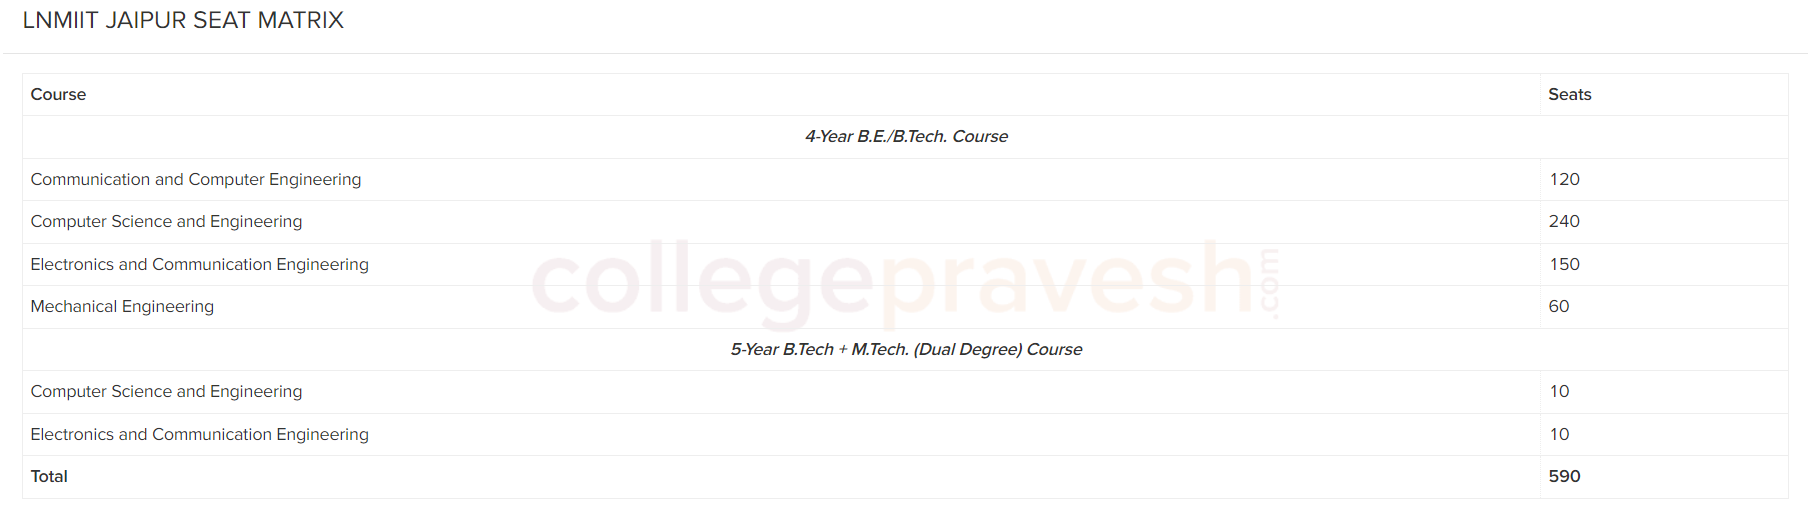 LNMIIT JAIPUR SEAT MATRIX
Course Seats
4-Year B.E./B.Tech. Course
Communication and Computer Engineering 120
Computer Science and Engineering 240
Electronics and Communication Engineering 150
Mechanical Engineering 60
5-Year B.Tech + M.Tech. (Dual Degree) Course
Computer Science and Engineering 10
Electronics and Communication Engineering 10
Total 590
collegepravesh.com